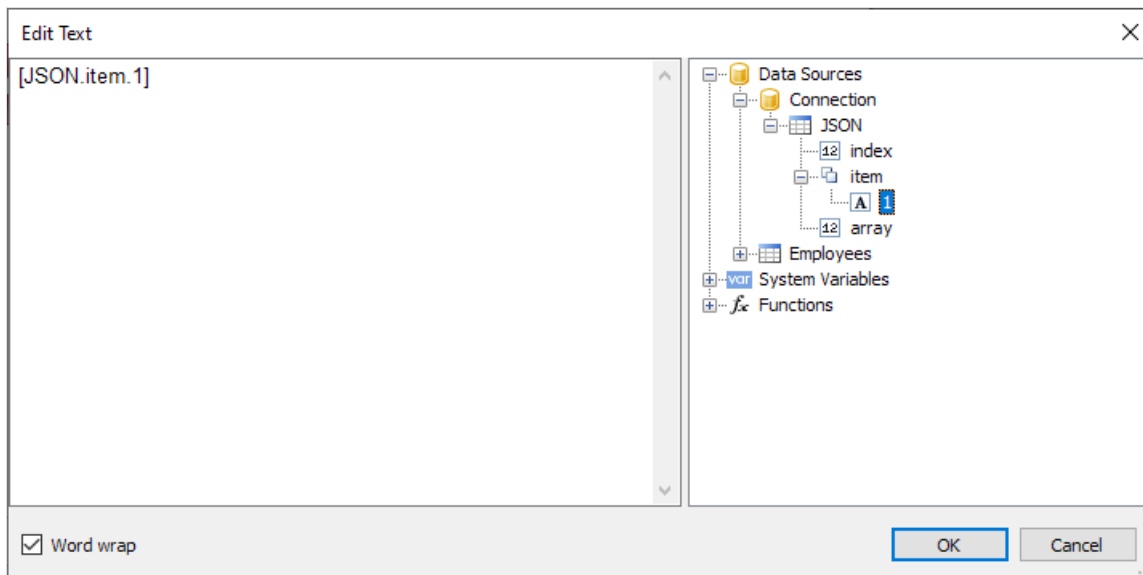 Edit Text
[JSON.item.1]
Data Sources
Connection
JSON
12 index
item
A 1
12 array
Employees
var System Variables
fx Functions
Word wrap
OK
Cancel